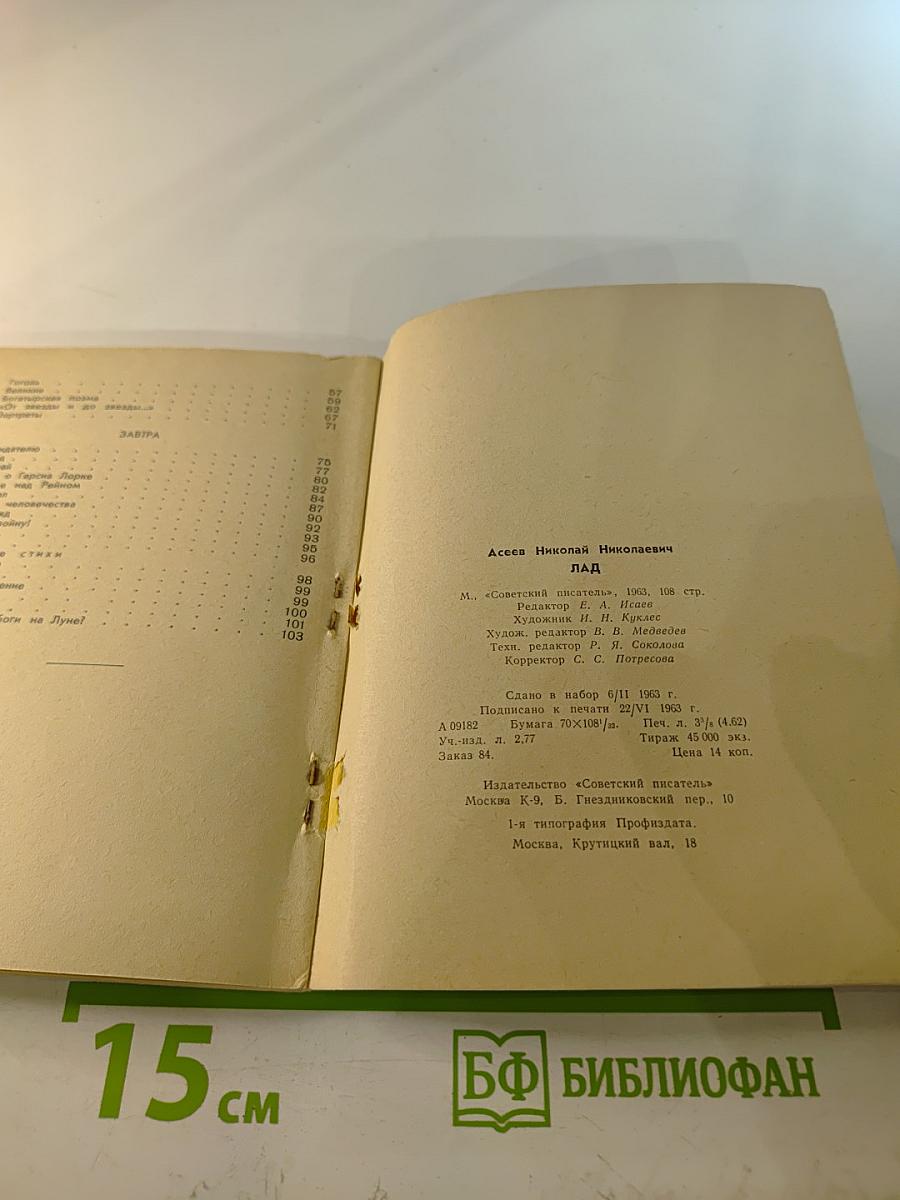 Гоголь 57
Великие 59
Богатырская поэма 62
«От звезды и до звезды...» 67
Портреты 71
ЗАВТРА
75
77
80
о Гарсиа Лорке 82
над Рейном 84
87
человечества 90
92
93
95
стихи 96
98
99
99
100
101
на Луне? 103
Асеев Николай Николаевич
ЛАД
М., «Советский писатель», 1963, 108 стр.
Редактор Е. А. Исаев
Художник И. Н. Куклес
Худож. редактор В. В. Медведев
Техн. редактор Р. Я. Соколова
Корректор С. С. Потресова
Сдано в набор 6/II 1963 г.
Подписано к печати 22/VI 1963 г.
А 09182 Бумага 70×108¹/₃₂. Печ. л. 3³/₈ (4.62)
Уч.-изд. л. 2,77 Тираж 45 000 экз.
Заказ 84. Цена 14 коп.
Издательство «Советский писатель»
Москва К-9, Б. Гнездниковский пер., 10
1-я типография Профиздата.
Москва, Крутицкий вал, 18
15 см
БФ БИБЛИОФАН